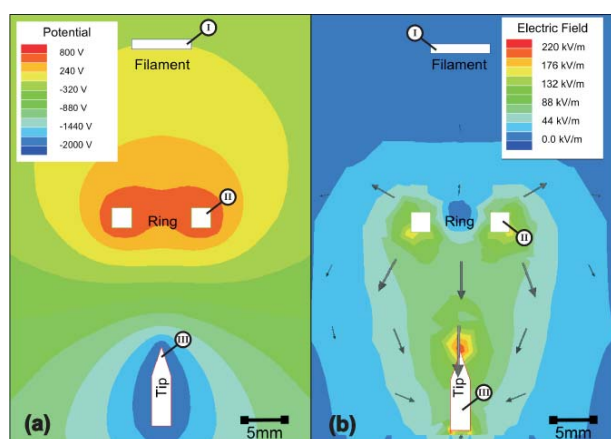 Potential
800 V
240 V
-320 V
-880 V
-1440 V
-2000 V
I
Filament
Ring
II
III
Tip
(a)
5mm
Electric Field
220 kV/m
176 kV/m
132 kV/m
88 kV/m
44 kV/m
0.0 kV/m
I
Filament
Ring
II
Tip
III
(b)
5mm